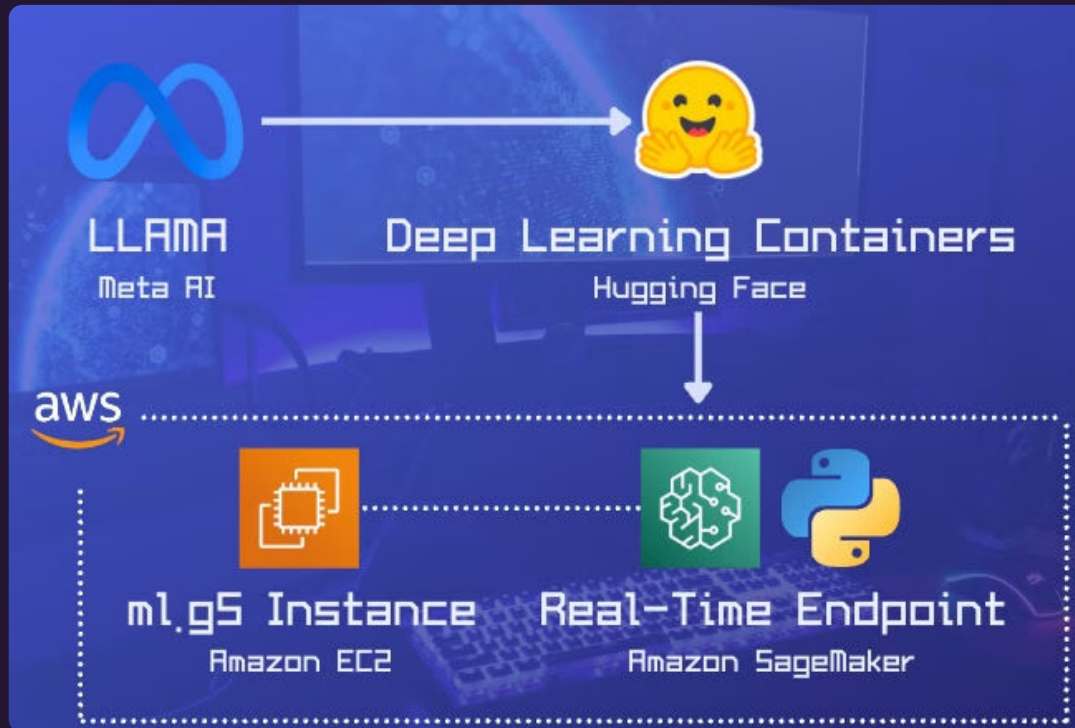 LLAMA
Meta AI
Deep Learning Containers
Hugging Face
aws
ml.g5 Instance
Amazon EC2
Real-Time Endpoint
Amazon SageMaker